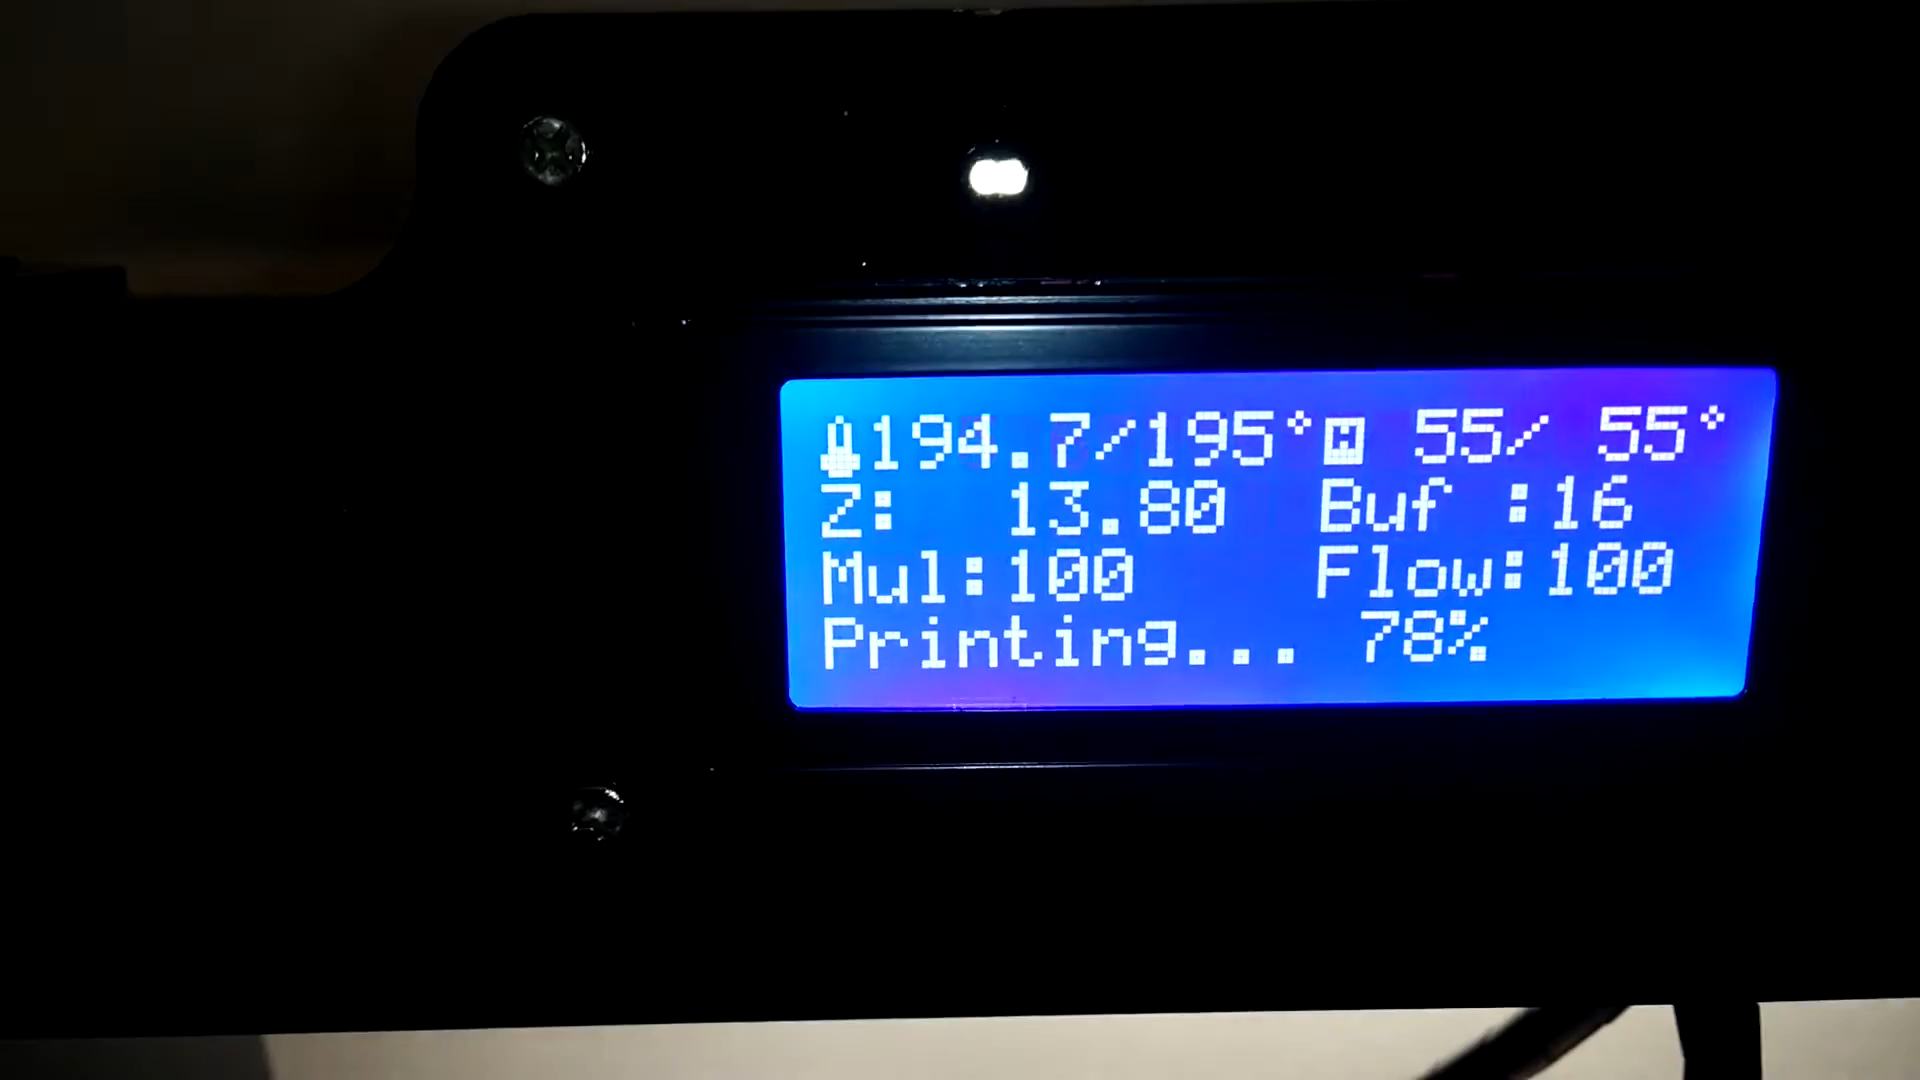 194.7/195° 55/ 55°
Z: 13.80 Buf :16
Mul:100 Flow:100
Printing... 78%